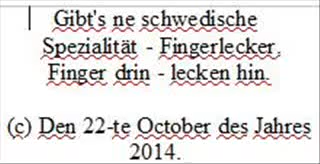 Gibt's ne schwedische
Spezialität - Fingerlecker,
Finger drin - lecken hin.
(c) Den 22-te October des Jahres
2014.